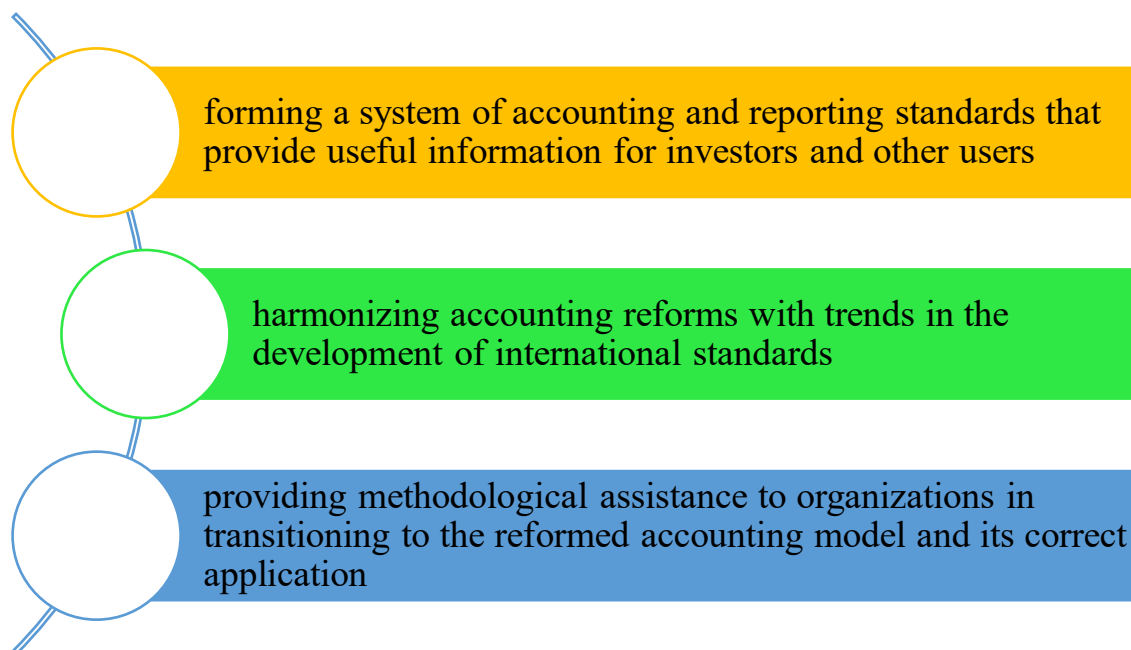 forming a system of accounting and reporting standards that
provide useful information for investors and other users
harmonizing accounting reforms with trends in the
development of international standards
providing methodological assistance to organizations in
transitioning to the reformed accounting model and its correct
application